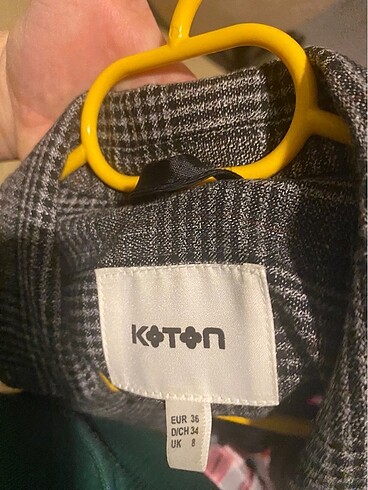 KOTON
EUR 36
D/CH 34
UK 8